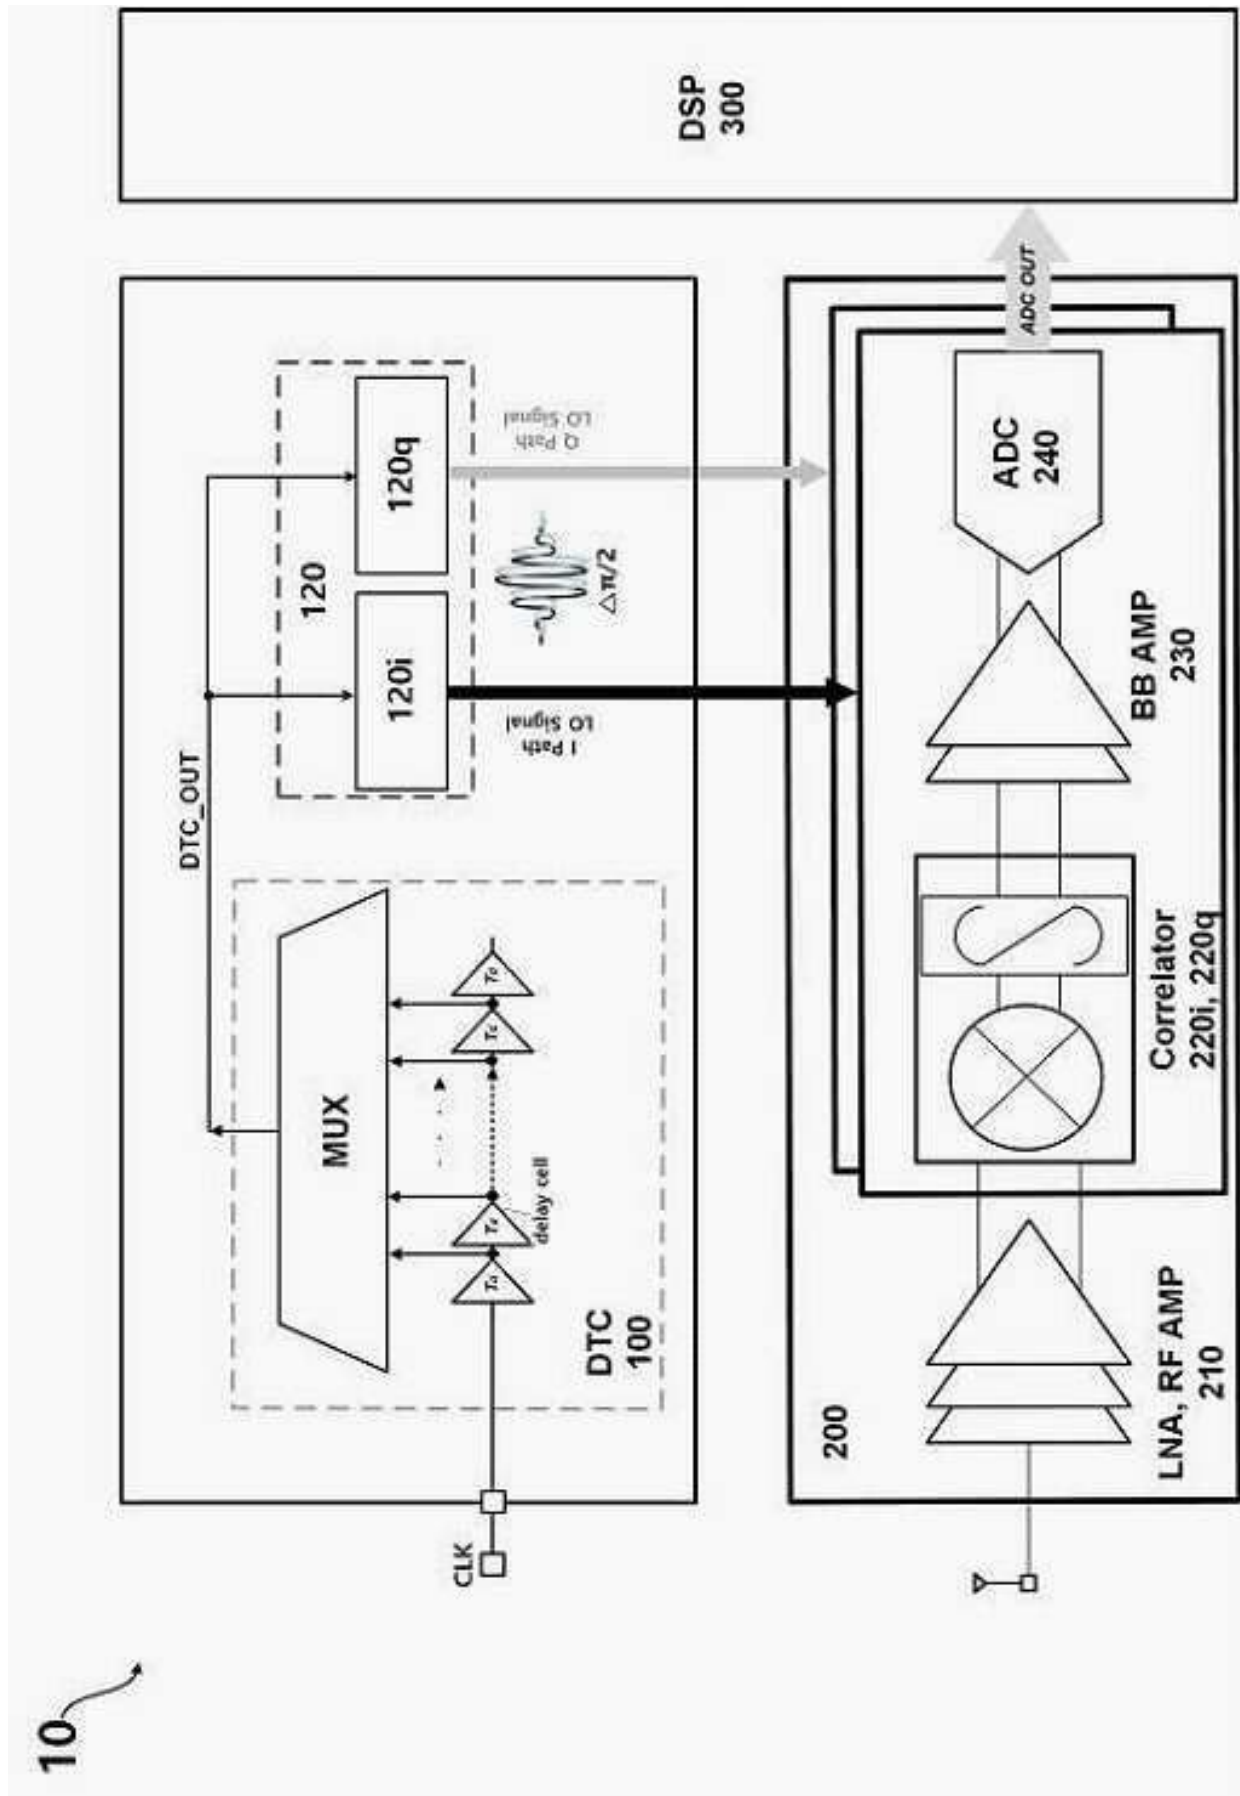 10
CLK
DTC
100
MUX
delay cell
DTC_OUT
120
120i
120q
I Path
LO Signal
△π/2
Q Path
LO Signal
200
LNA, RF AMP
210
Correlator
220i, 220q
BB AMP
230
ADC
240
ADC OUT
DSP
300